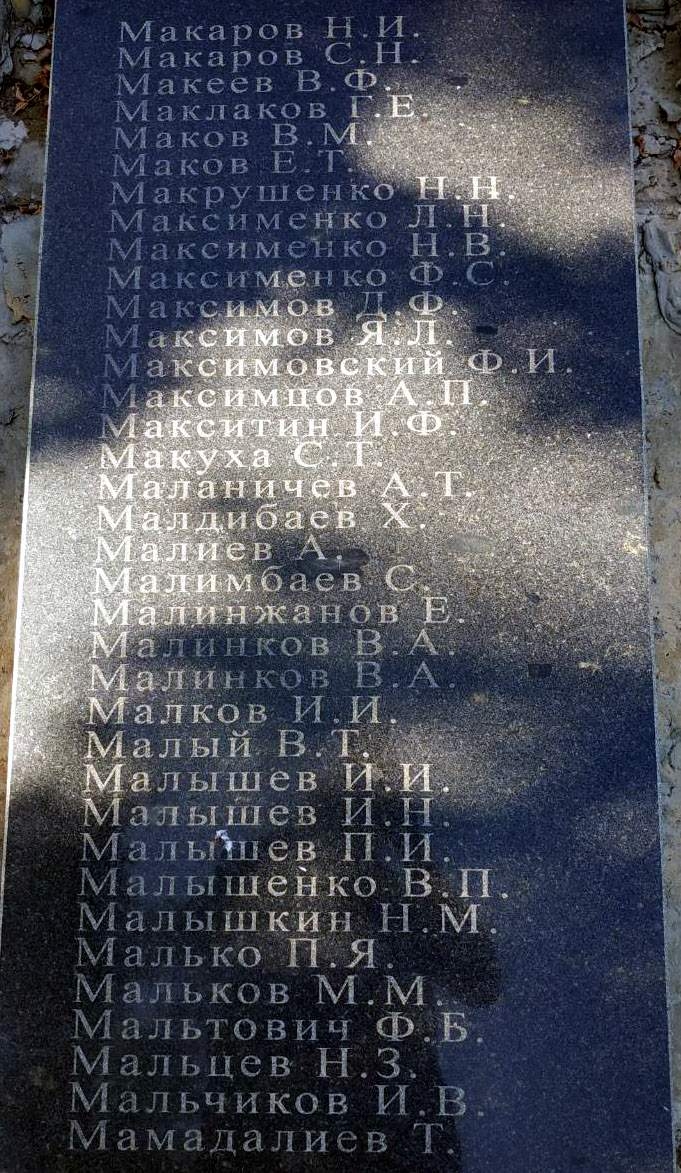 Макаров Н.И.
Макаров С.Н.
Макеев В.Ф.
Маклаков Г.Е.
Маков В.М.
Маков Е.Т.
Макрушенко Н.Н.
Максименко Л.Н.
Максименко Н.В.
Максименко Ф.С.
Максимов Д.Ф.
Максимов Я.Л.
Максимовский Ф.И.
Максимцов А.П.
Макситин И.Ф.
Макуха С.Т.
Маланичев А.Т.
Малдибаев Х.
Малиев А.
Малимбаев С.
Малинжанов Е.
Малинков В.А.
Малинков В.А.
Малков И.И.
Малый В.Т.
Малышев И.И.
Малышев И.Н.
Малышев П.И.
Малышенко В.П.
Малышкин Н.М.
Малько П.Я.
Мальков М.М.
Мальтович Ф.Б.
Мальцев Н.З.
Мальчиков И.В.
Мамадалиев Т.